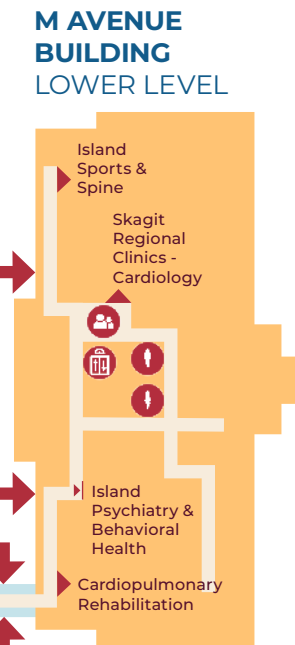 M AVENUE
BUILDING
LOWER LEVEL
Island
Sports &
Spine
Skagit
Regional
Clinics -
Cardiology
Island
Psychiatry &
Behavioral
Health
Cardiopulmonary
Rehabilitation